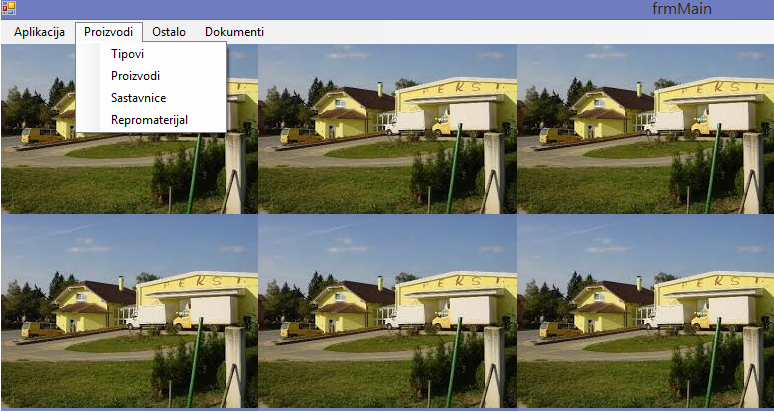 frmMain
Aplikacija Proizvodi Ostalo Dokumenti
Tipovi
Proizvodi
Sastavnice
Repromaterijal